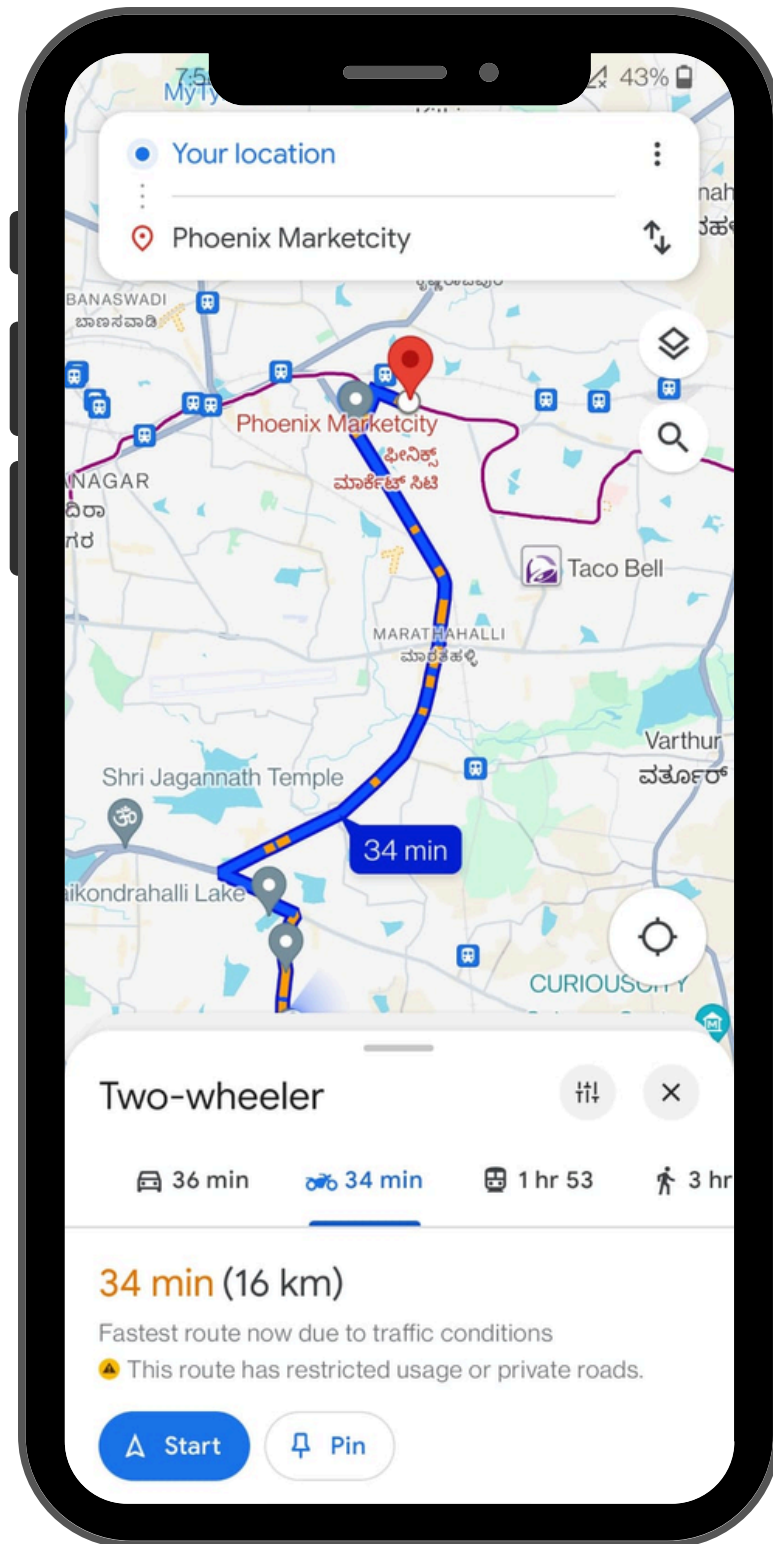 43%
Your location
Phoenix Marketcity
BANASWADI
ಬಾಣಸವಾಡಿ
Phoenix Marketcity
ಫೀನಿಕ್ಸ್
ಮಾರ್ಕೆಟ್ ಸಿಟಿ
NAGAR
ದಿರಾ
ಗರ
Taco Bell
MARATHAHALLI
ಮಾರತಹಳ್ಳಿ
Varthur
ವರ್ತೂರ್
Shri Jagannath Temple
34 min
aikondrahalli Lake
Two-wheeler
36 min
34 min
1 hr 53
3 hr
34 min (16 km)
Fastest route now due to traffic conditions
This route has restricted usage or private roads.
Start
Pin